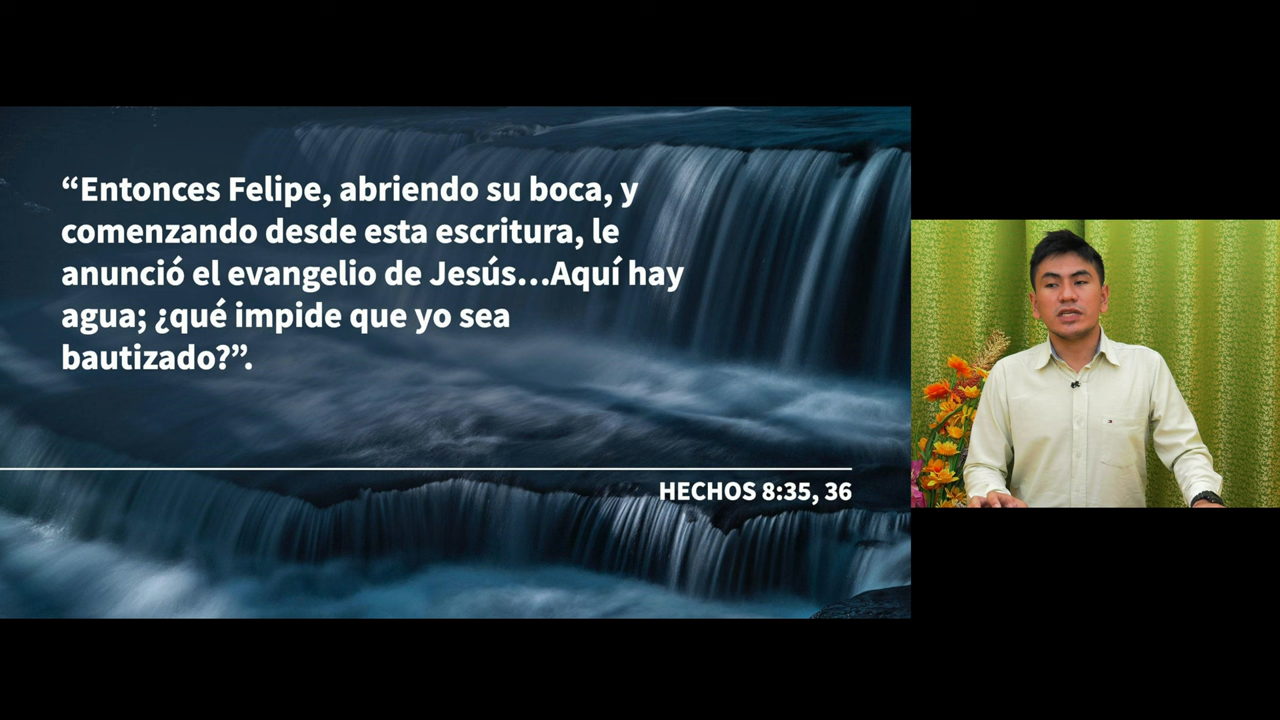 “Entonces Felipe, abriendo su boca, y
comenzando desde esta escritura, le
anunció el evangelio de Jesús...Aquí hay
agua; ¿qué impide que yo sea
bautizado?”.
HECHOS 8:35, 36